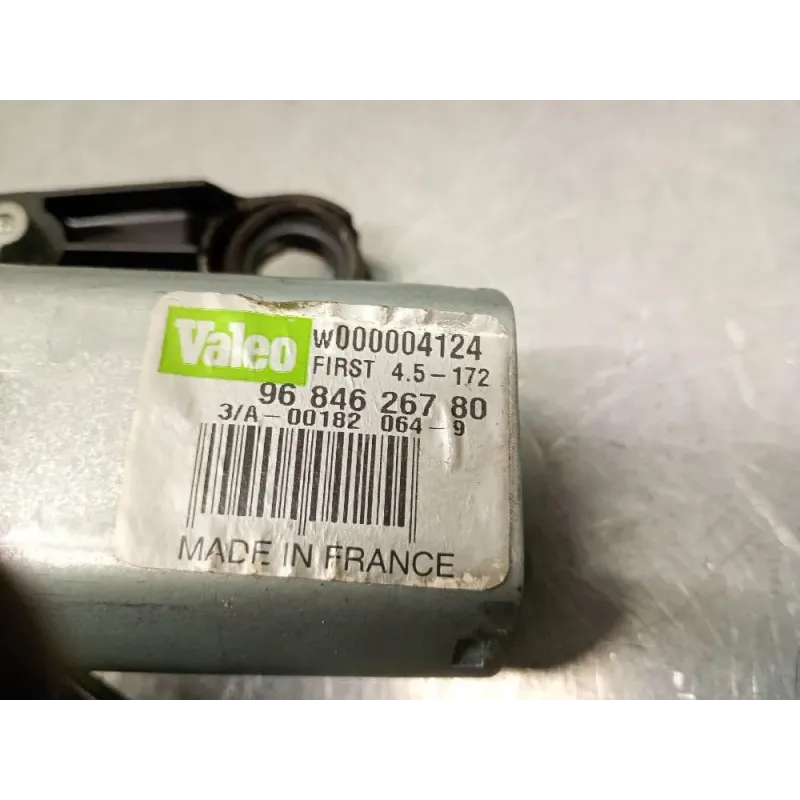 Valeo W000004124
FIRST 4.5-172
96 846 267 80
3/A-00182 064-9
MADE IN FRANCE